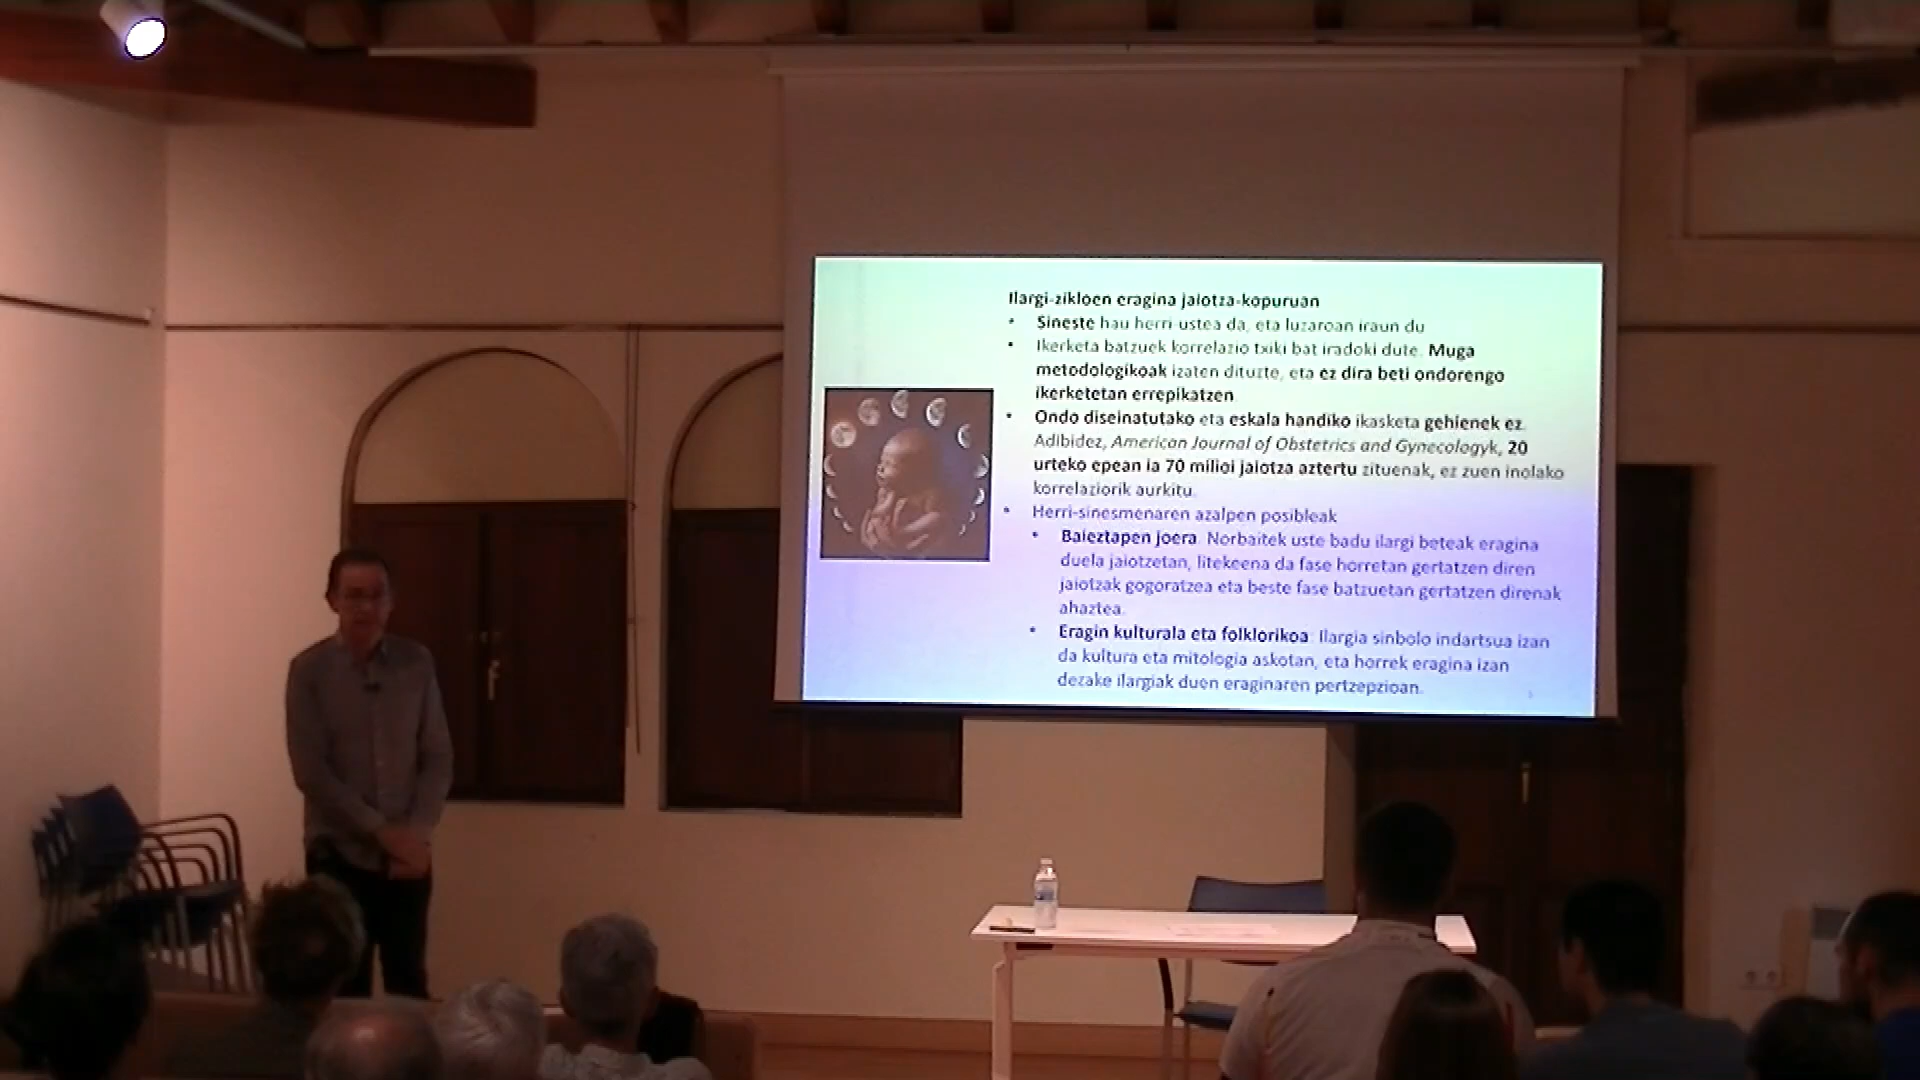 Ilargi-zikloen eragina jaiotza-kopuruan
• Sineste hau herri ustea da, eta luzaroan iraun du
• Ikerketa batzuek korrelazio txiki bat iradoki dute. Muga
metodologikoak izaten dituzte, eta ez dira beti ondorengo
ikerketetan errepikatzen
• Ondo diseinatutako eta eskala handiko ikasketa gehienek ez.
Adibidez, American Journal of Obstetrics and Gynecologyk, 20
urteko epean ia 70 milioi jaiotza aztertu zituenak, ez zuen inolako
korrelaziorik aurkitu.
• Herri-sinesmenaren azalpen posibleak
• Baieztapen joera. Norbaitek uste badu ilargi beteak eragina
duela jaiotzetan, litekeena da fase horretan gertatzen diren
jaiotzak gogoratzea eta beste fase batzuetan gertatzen direnak
ahaztea.
• Eragin kulturala eta folklorikoa: Ilargia sinbolo indartsua izan
da kultura eta mitologia askotan, eta horrek eragina izan
dezake ilargiak duen eraginaren pertzepzioan.